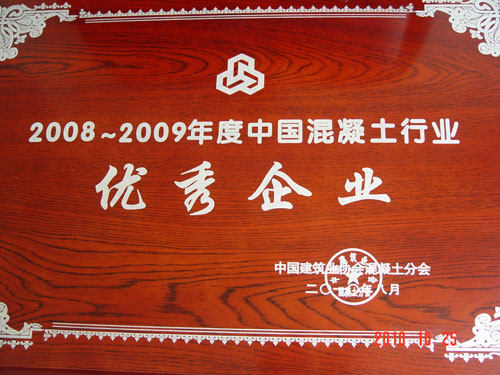 2008~2009年度中国混凝土行业
优秀企业
中国建筑业协会混凝土分会
二〇一〇年八月
2010 10 25